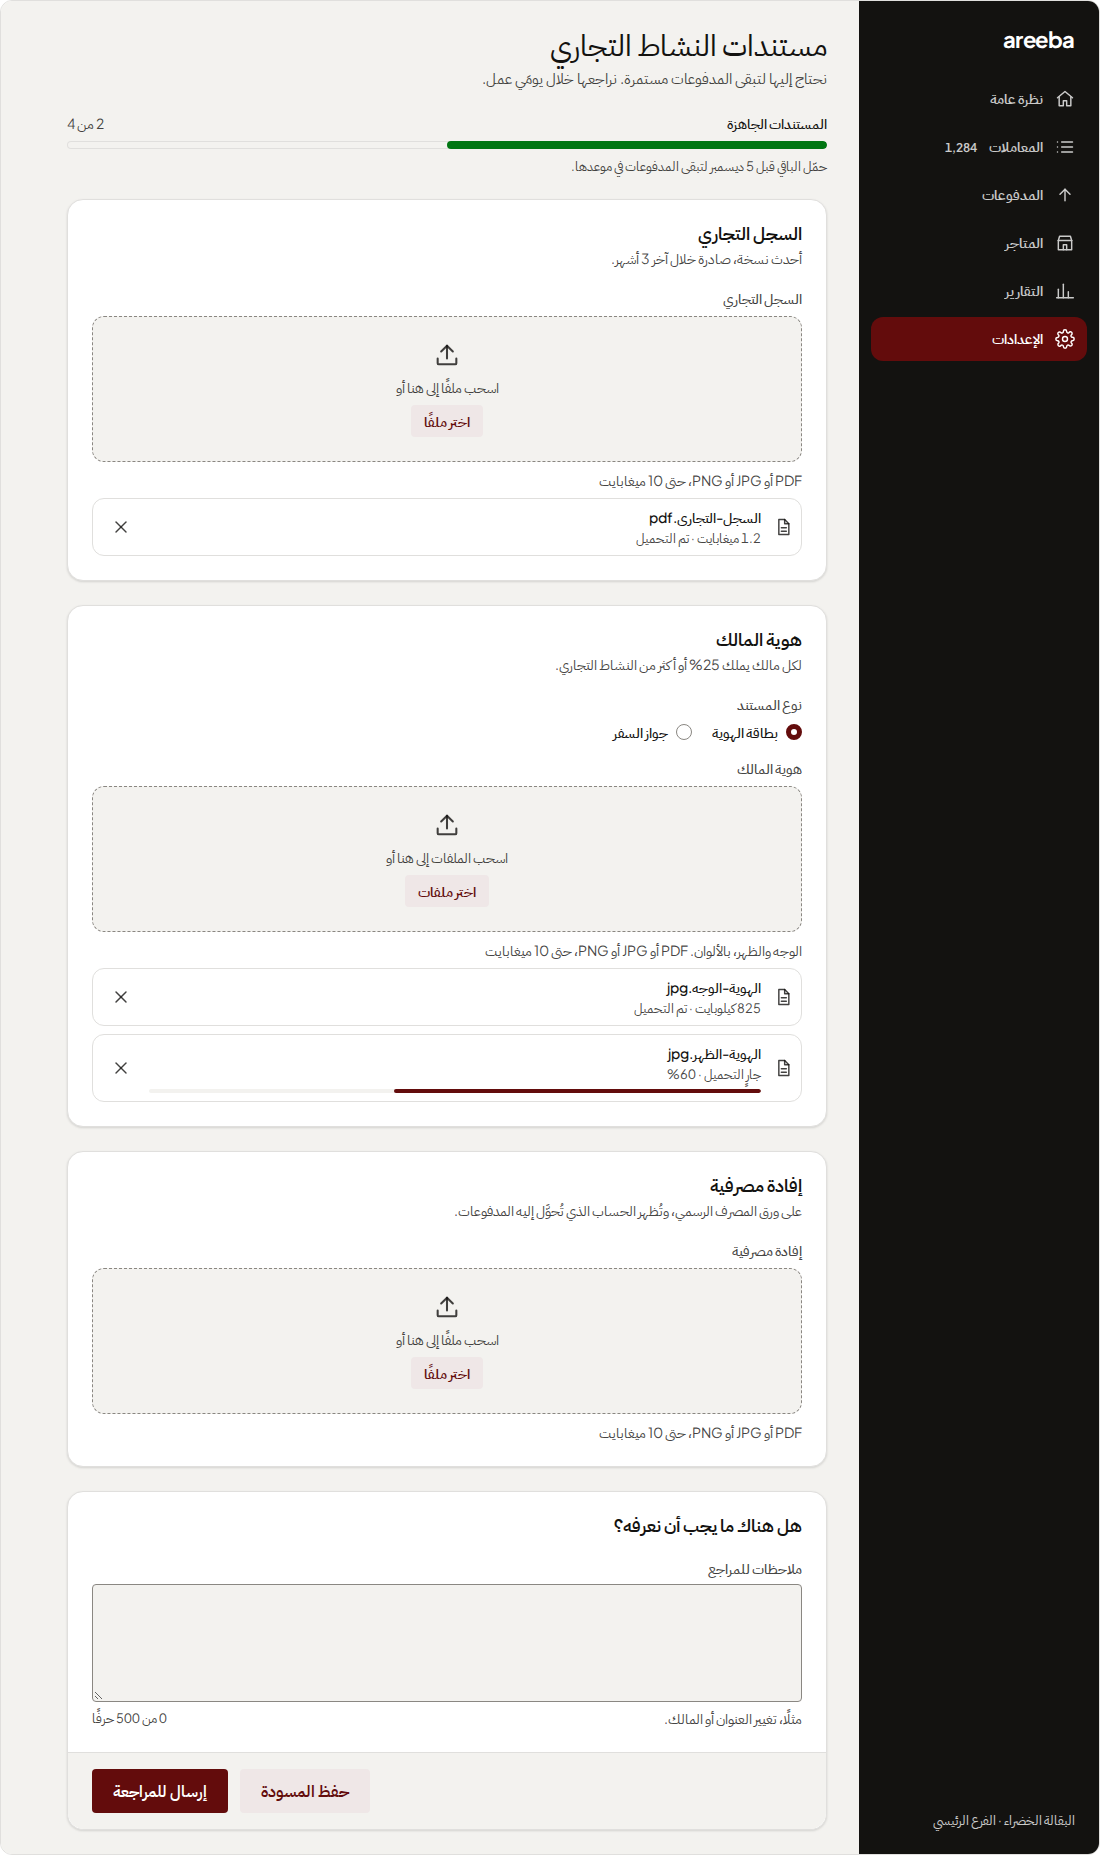 areeba
نظرة عامة
المعاملات 1,284
المدفوعات
المتاجر
التقارير
الإعدادات
البقالة الخضراء · الفرع الرئيسي
مستندات النشاط التجاري
نحتاج إليها لتبقى المدفوعات مستمرة. نراجعها خلال يومَي عمل.
المستندات الجاهزة
2 من 4
حمّل الباقي قبل 5 ديسمبر لتبقى المدفوعات في موعدها.
السجل التجاري
أحدث نسخة، صادرة خلال آخر 3 أشهر.
السجل التجاري
اسحب ملفًا إلى هنا أو
اختر ملفًا
PDF أو JPG أو PNG، حتى 10 ميغابايت
السجل-التجاري.pdf
1.2 ميغابايت · تم التحميل
هوية المالك
لكل مالك يملك 25% أو أكثر من النشاط التجاري.
نوع المستند
بطاقة الهوية
جواز السفر
هوية المالك
اسحب الملفات إلى هنا أو
اختر ملفات
الوجه والظهر، بالألوان. PDF أو JPG أو PNG، حتى 10 ميغابايت
الهوية-الوجه.jpg
825 كيلوبايت · تم التحميل
الهوية-الظهر.jpg
جارٍ التحميل · 60%
إفادة مصرفية
على ورق المصرف الرسمي، وتُظهر الحساب الذي تُحوَّل إليه المدفوعات.
إفادة مصرفية
اسحب ملفًا إلى هنا أو
اختر ملفًا
PDF أو JPG أو PNG، حتى 10 ميغابايت
هل هناك ما يجب أن نعرفه؟
ملاحظات للمراجع
مثلًا، تغيير العنوان أو المالك.
0 من 500 حرفًا
حفظ المسودة
إرسال للمراجعة